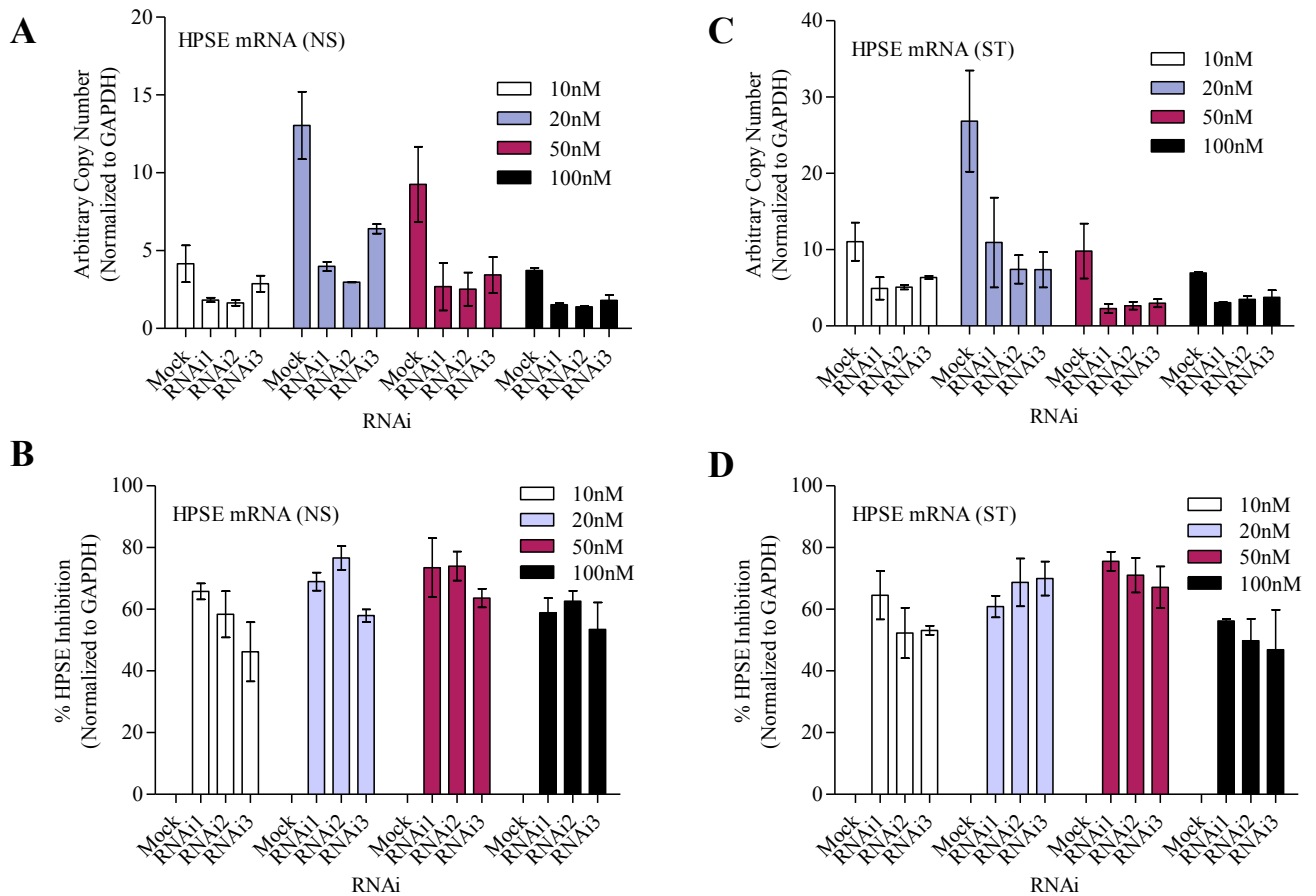 A
HPSE mRNA (NS)
Arbitrary Copy Number
(Normalized to GAPDH)
20
15
10
5
0
10nM
20nM
50nM
100nM
Mock RNAi1 RNAi2 RNAi3 Mock RNAi1 RNAi2 RNAi3 Mock RNAi1 RNAi2 RNAi3 Mock RNAi1 RNAi2 RNAi3
RNAi
B
HPSE mRNA (NS)
% HPSE Inhibition
(Normalized to GAPDH)
100
80
60
40
20
0
10nM
20nM
50nM
100nM
Mock RNAi1 RNAi2 RNAi3 Mock RNAi1 RNAi2 RNAi3 Mock RNAi1 RNAi2 RNAi3 Mock RNAi1 RNAi2 RNAi3
RNAi
C
HPSE mRNA (ST)
Arbitrary Copy Number
(Normalized to GAPDH)
40
30
20
10
0
10nM
20nM
50nM
100nM
Mock RNAi1 RNAi2 RNAi3 Mock RNAi1 RNAi2 RNAi3 Mock RNAi1 RNAi2 RNAi3 Mock RNAi1 RNAi2 RNAi3
RNAi
D
HPSE mRNA (ST)
% HPSE Inhibition
(Normalized to GAPDH)
100
80
60
40
20
0
10nM
20nM
50nM
100nM
Mock RNAi1 RNAi2 RNAi3 Mock RNAi1 RNAi2 RNAi3 Mock RNAi1 RNAi2 RNAi3 Mock RNAi1 RNAi2 RNAi3
RNAi